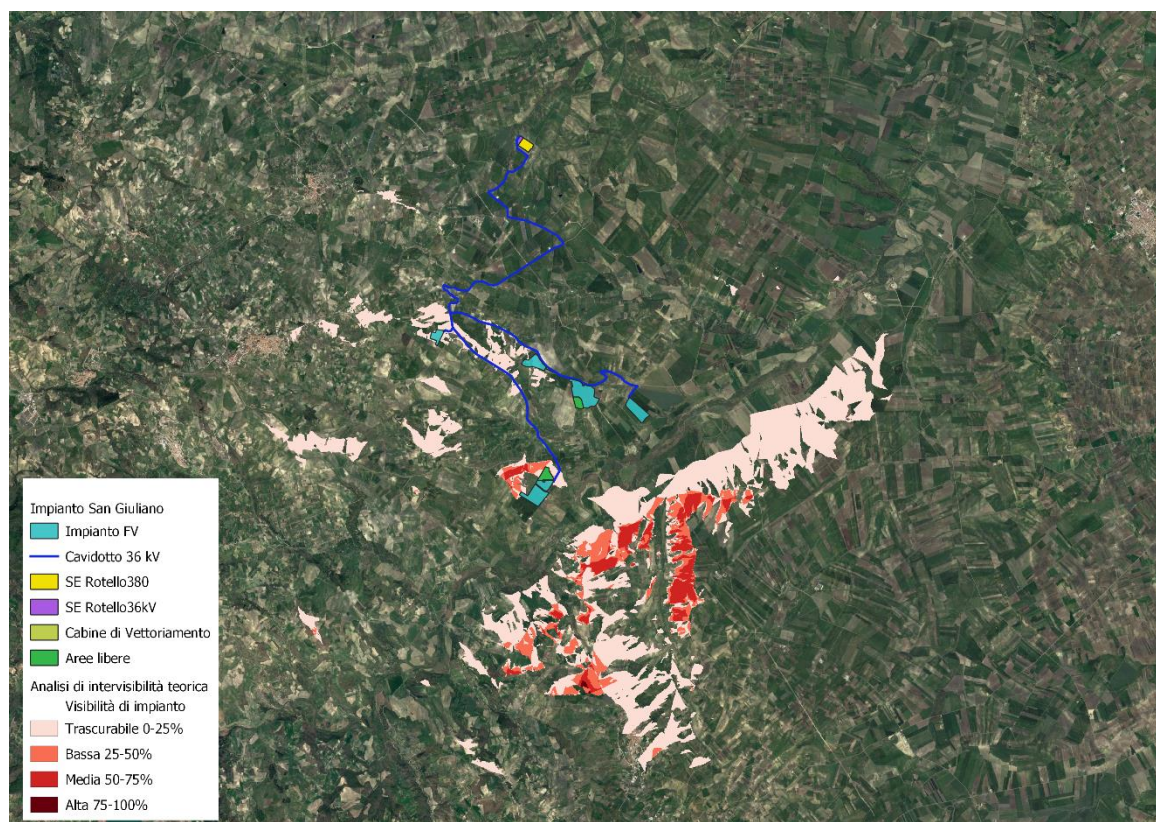 Impianto San Giuliano
Impianto FV
Cavidotto 36 kV
SE Rotello380
SE Rotello36kV
Cabine di Vettoriamento
Aree libere
Analisi di intervisibilità teorica
Visibilità di impianto
Trascurabile 0-25%
Bassa 25-50%
Media 50-75%
Alta 75-100%